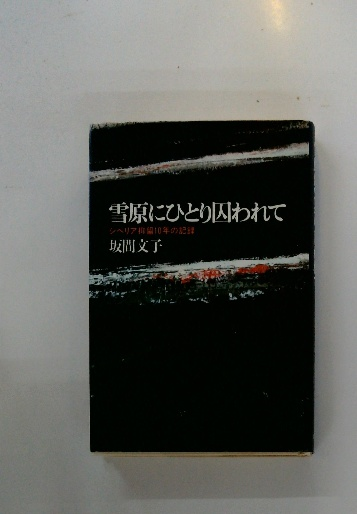 雪原にひとり囚われて
シベリア抑留10年の記録
坂間文子